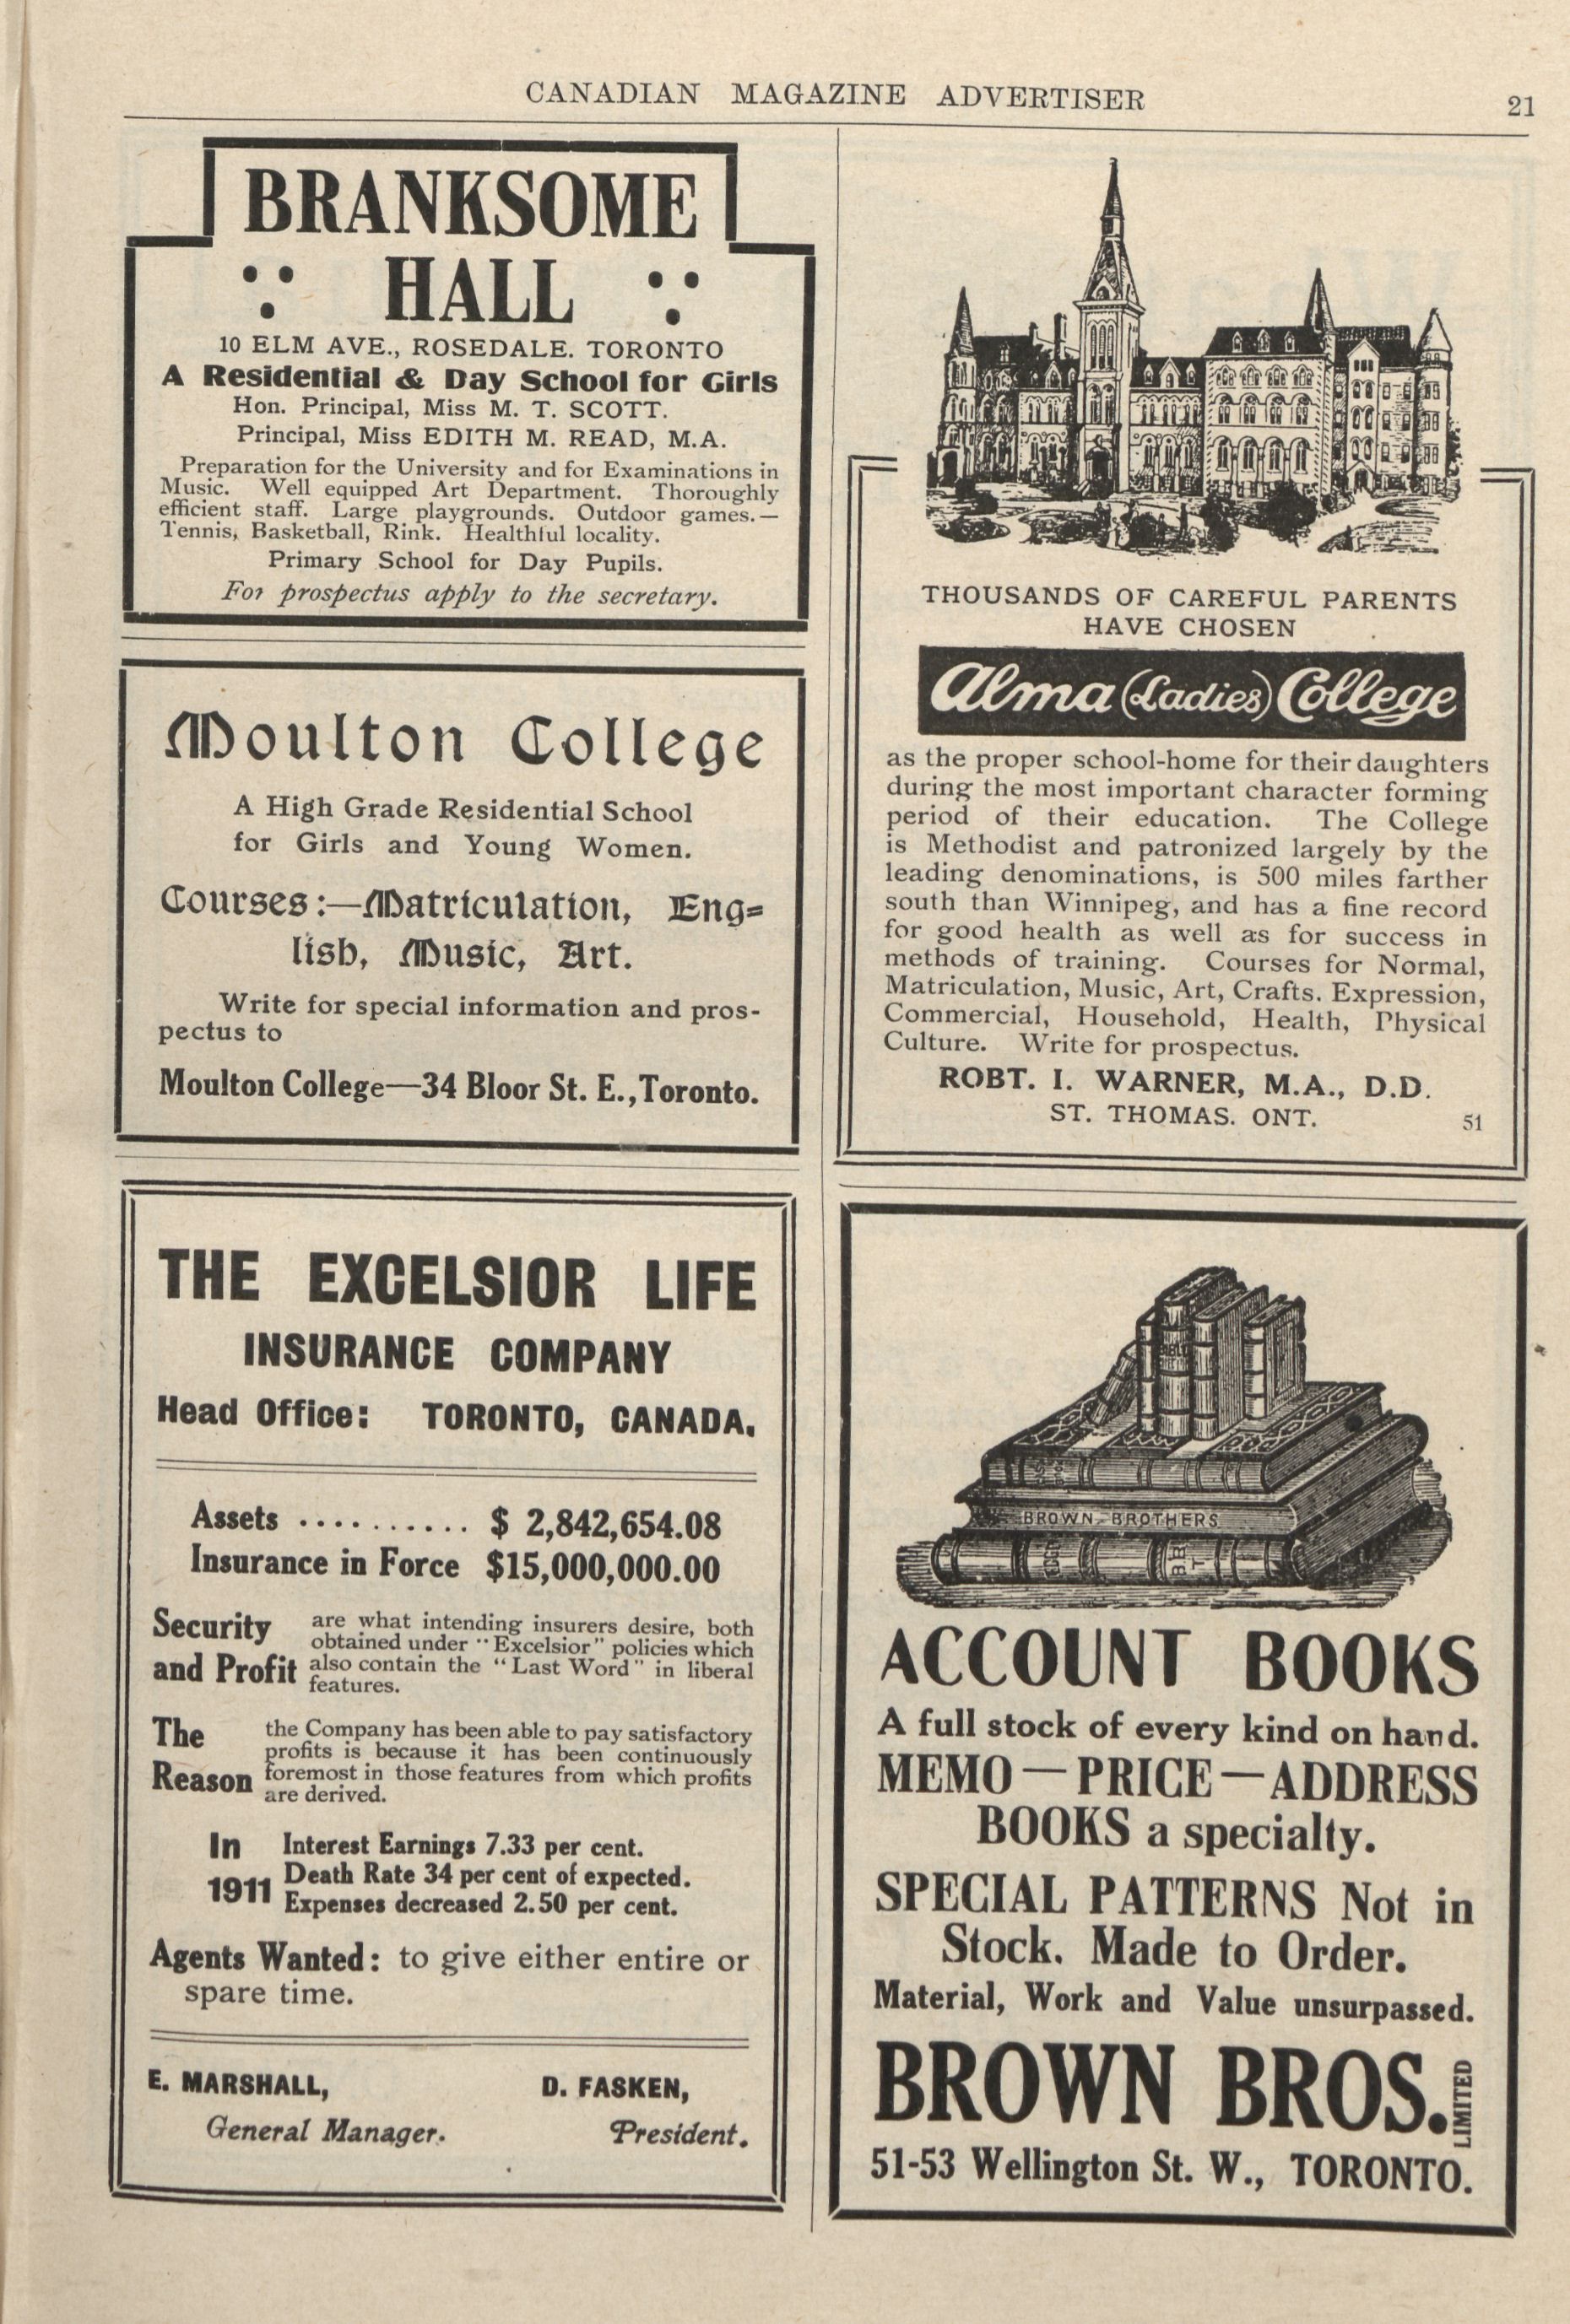 CANADIAN MAGAZINE ADVERTISER
21
BRANKSOME
HALL
10 ELM AVE., ROSEDALE. TORONTO
A Residential & Day School for Girls
Hon. Principal, Miss M. T. SCOTT.
Principal, Miss EDITH M. READ, M.A.
Preparation for the University and for Examinations in
Music. Well equipped Art Department. Thoroughly
efficient staff. Large playgrounds. Outdoor games.—
Tennis, Basketball, Rink. Healthful locality.
Primary School for Day Pupils.
For prospectus apply to the secretary.
Moulton College
A High Grade Residential School
for Girls and Young Women.
Courses:—Matriculation, Eng=
lish, Music, Art.
Write for special information and pros-
pectus to
Moulton College—34 Bloor St. E., Toronto.
THE EXCELSIOR LIFE
INSURANCE COMPANY
Head Office: TORONTO, CANADA.
Assets .......... $ 2,842,654.08
Insurance in Force $15,000,000.00
Security and Profit
are what intending insurers desire, both
obtained under "Excelsior" policies which
also contain the "Last Word" in liberal
features.
The Reason
the Company has been able to pay satisfactory
profits is because it has been continuously
foremost in those features from which profits
are derived.
In 1911
Interest Earnings 7.33 per cent.
Death Rate 34 per cent of expected.
Expenses decreased 2.50 per cent.
Agents Wanted: to give either entire or
spare time.
E. MARSHALL,
General Manager.
D. FASKEN,
President.
THOUSANDS OF CAREFUL PARENTS
HAVE CHOSEN
Alma (Ladies) College
as the proper school-home for their daughters
during the most important character forming
period of their education. The College
is Methodist and patronized largely by the
leading denominations, is 500 miles farther
south than Winnipeg, and has a fine record
for good health as well as for success in
methods of training. Courses for Normal,
Matriculation, Music, Art, Crafts. Expression,
Commercial, Household, Health, Physical
Culture. Write for prospectus.
ROBT. I. WARNER, M.A., D.D.
ST. THOMAS. ONT.
51
BIBLE
BROWN BROTHERS
ACCOUNT BOOKS
A full stock of every kind on hand.
MEMO—PRICE—ADDRESS
BOOKS a specialty.
SPECIAL PATTERNS Not in
Stock. Made to Order.
Material, Work and Value unsurpassed.
BROWN BROS. LIMITED
51-53 Wellington St. W., TORONTO.